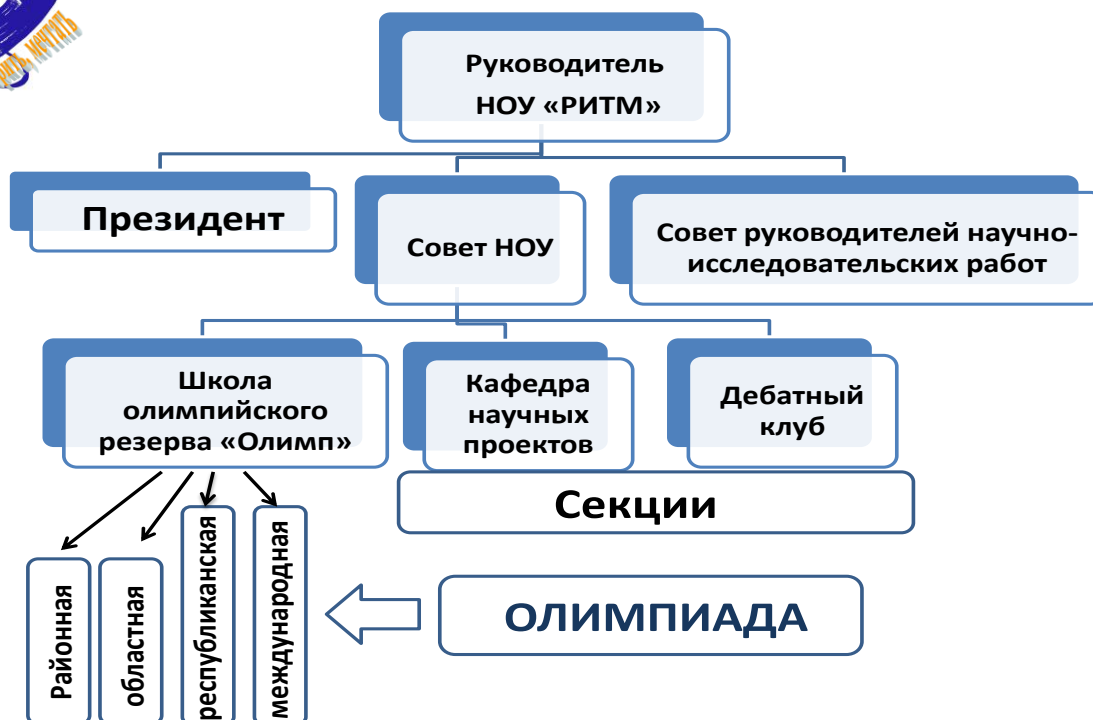 мечтать
Руководитель
НОУ «РИТМ»
Президент
Совет НОУ
Совет руководителей научно-
исследовательских работ
Школа
олимпийского
резерва «Олимп»
Кафедра
научных
проектов
Дебатный
клуб
Секции
Районная
областная
республиканская
международная
ОЛИМПИАДА